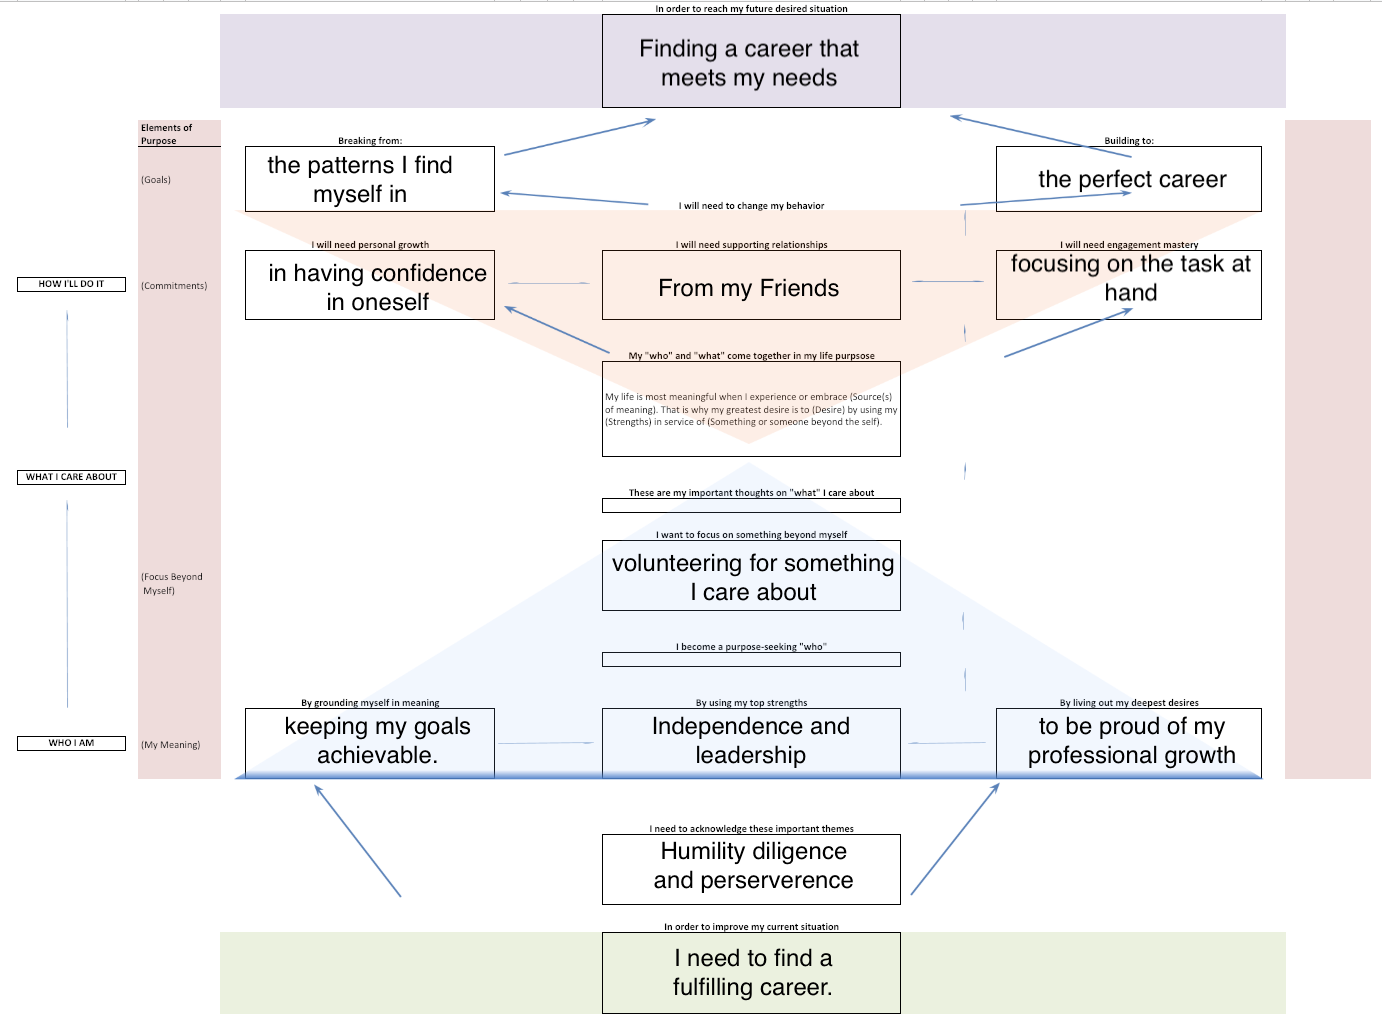 In order to reach my future desired situation
Finding a career that
meets my needs
Elements of
Purpose
Breaking from:
Building to:
the patterns I find
myself in
(Goals)
the perfect career
I will need to change my behavior
I will need personal growth
I will need supporting relationships
I will need engagement mastery
HOW I'LL DO IT
(Commitments)
in having confidence
in oneself
From my Friends
focusing on the task at
hand
My "who" and "what" come together in my life purpsose
My life is most meaningful when I experience or embrace (Source(s)
of meaning). That is why my greatest desire is to (Desire) by using my
(Strengths) in service of (Something or someone beyond the self).
WHAT I CARE ABOUT
These are my important thoughts on "what" I care about
I want to focus on something beyond myself
(Focus Beyond
Myself)
volunteering for something
I care about
I become a purpose-seeking "who"
By grounding myself in meaning
By using my top strengths
By living out my deepest desires
WHO I AM
(My Meaning)
keeping my goals
achievable.
Independence and
leadership
to be proud of my
professional growth
I need to acknowledge these important themes
Humility diligence
and perserverence
In order to improve my current situation
I need to find a
fulfilling career.